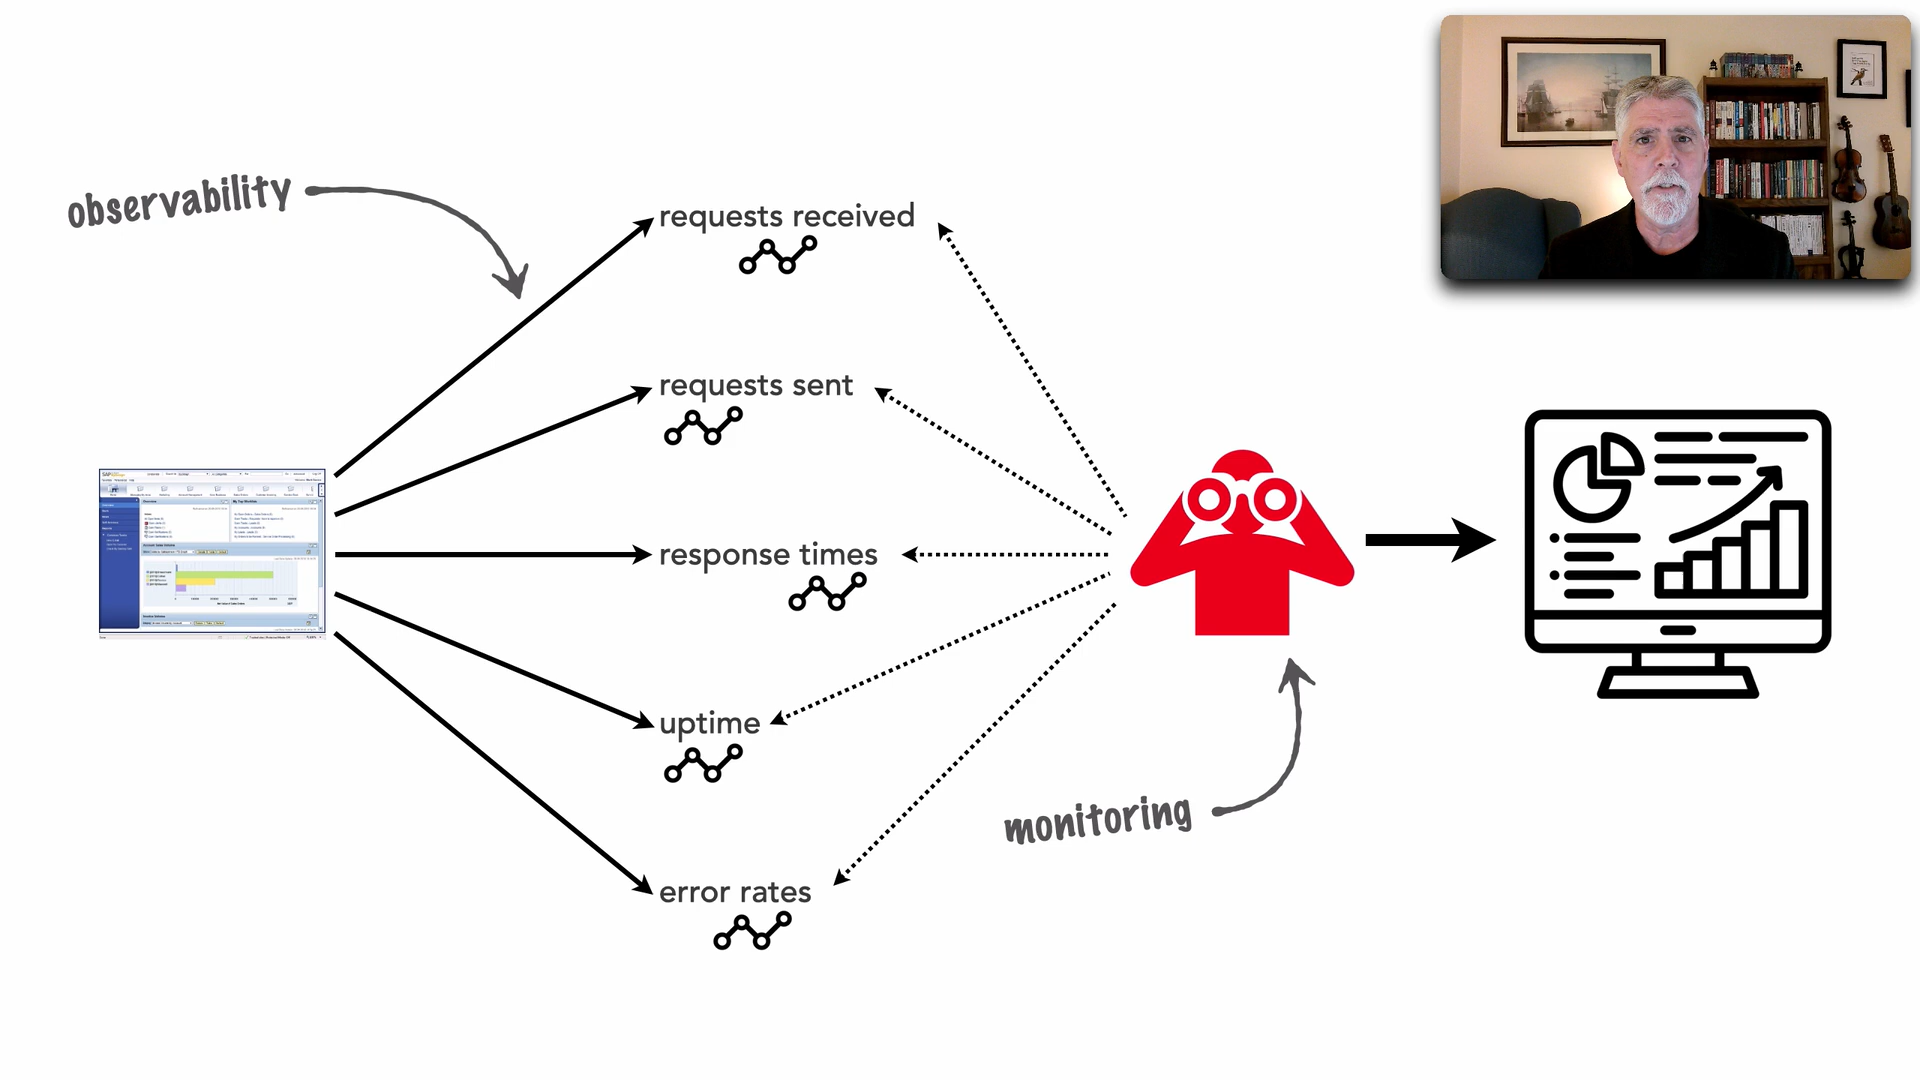 observability
requests received
requests sent
response times
uptime
monitoring
error rates